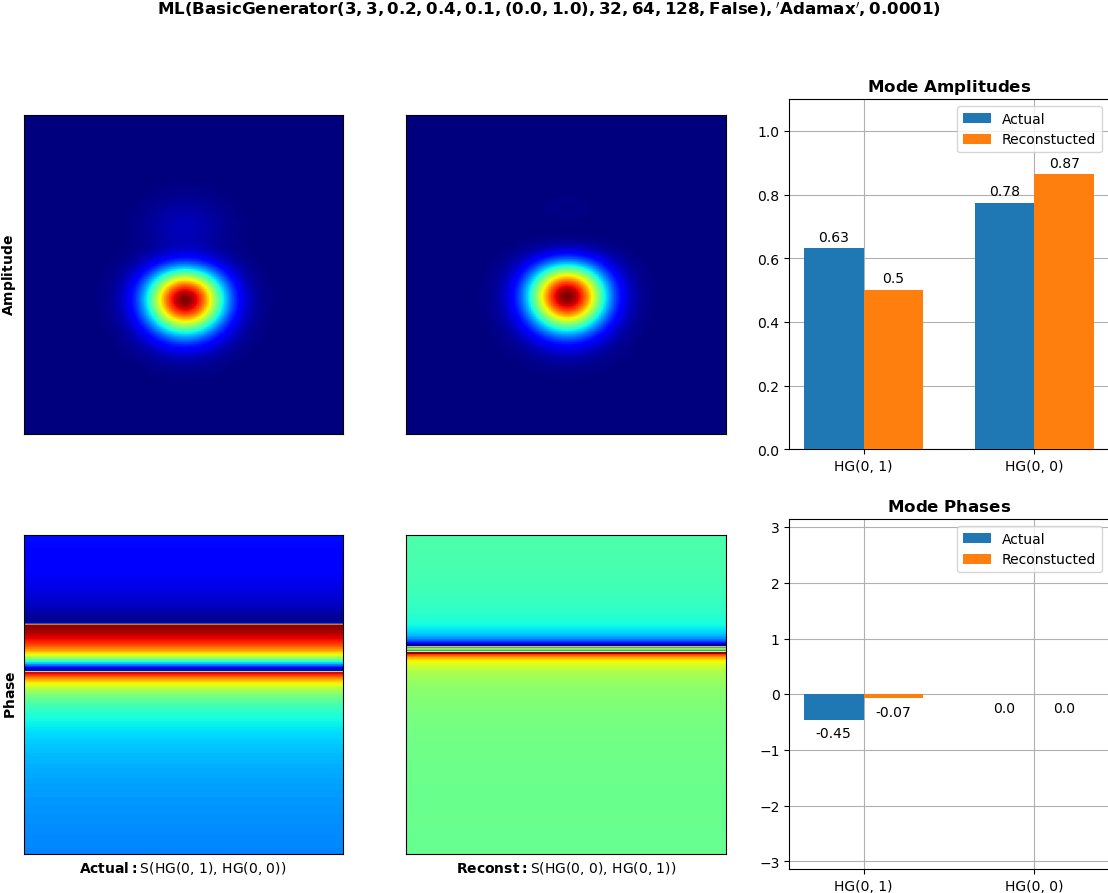 ML(BasicGenerator(3, 3, 0.2, 0.4, 0.1, (0.0, 1.0), 32, 64, 128, False), ′Adamax′, 0.0001)
Amplitude
Mode Amplitudes
Actual
Reconstucted
1.0
0.8
0.6
0.4
0.2
0.0
0.63
0.5
0.78
0.87
HG(0, 1)
HG(0, 0)
Phase
Actual: S(HG(0, 1), HG(0, 0))
Reconst: S(HG(0, 0), HG(0, 1))
Mode Phases
Actual
Reconstucted
3
2
1
0
−1
−2
−3
-0.45
-0.07
0.0
0.0
HG(0, 1)
HG(0, 0)